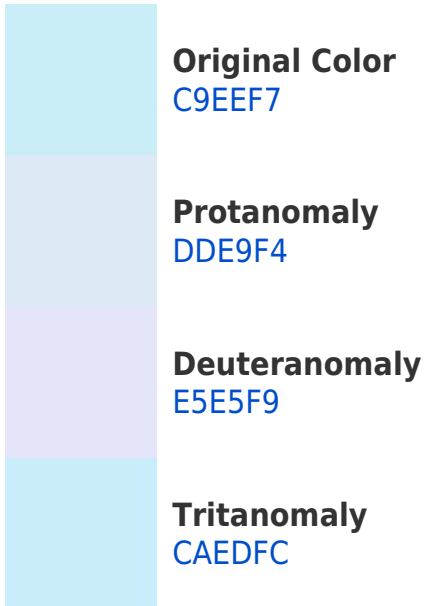 Original Color
C9EEF7
Protanomaly
DDE9F4
Deuteranomaly
E5E5F9
Tritanomaly
CAEDFC